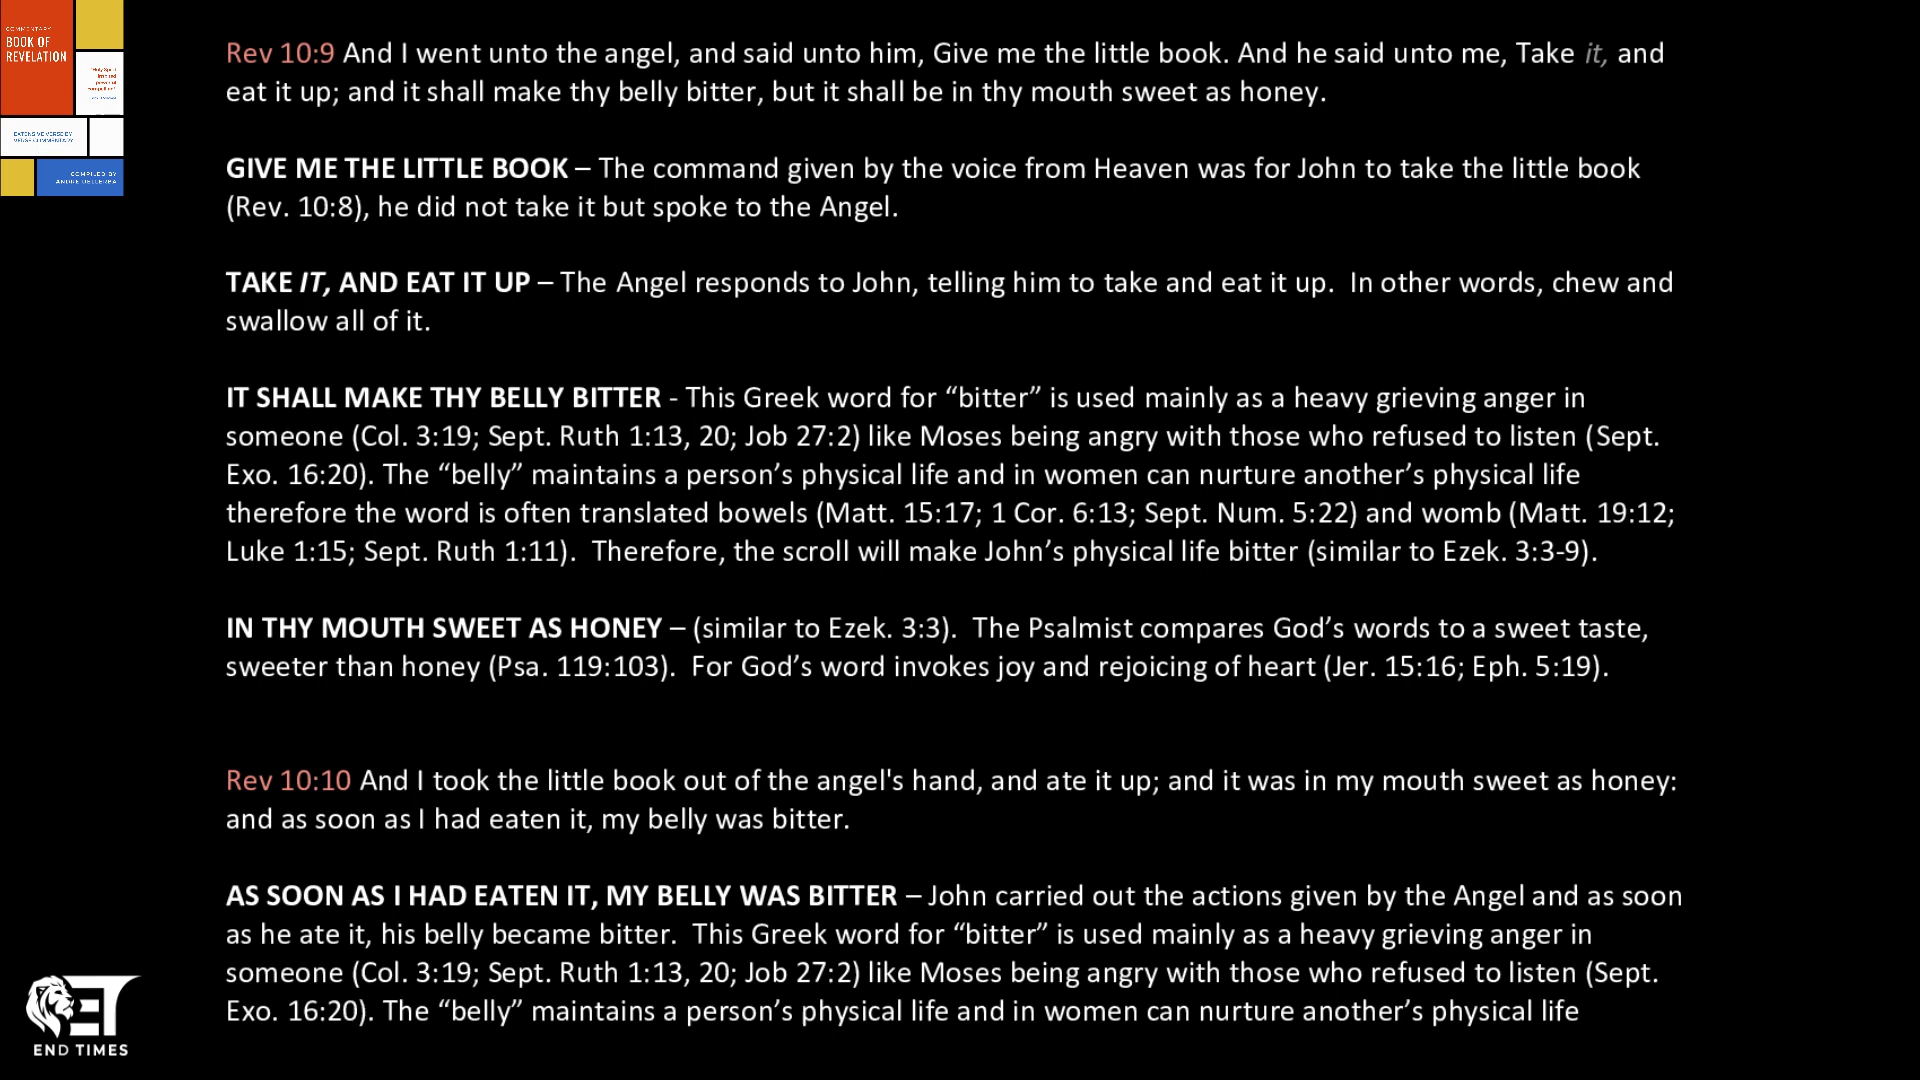 COMMENTARY
BOOK OF
REVELATION
EXTENSIVE VERSE BY
VERSE COMMENTARY
COMPILED BY
Rev 10:9 And I went unto the angel, and said unto him, Give me the little book. And he said unto me, Take it, and
eat it up; and it shall make thy belly bitter, but it shall be in thy mouth sweet as honey.
GIVE ME THE LITTLE BOOK – The command given by the voice from Heaven was for John to take the little book
(Rev. 10:8), he did not take it but spoke to the Angel.
TAKE IT, AND EAT IT UP – The Angel responds to John, telling him to take and eat it up.  In other words, chew and
swallow all of it.
IT SHALL MAKE THY BELLY BITTER - This Greek word for “bitter” is used mainly as a heavy grieving anger in
someone (Col. 3:19; Sept. Ruth 1:13, 20; Job 27:2) like Moses being angry with those who refused to listen (Sept.
Exo. 16:20). The “belly” maintains a person’s physical life and in women can nurture another’s physical life
therefore the word is often translated bowels (Matt. 15:17; 1 Cor. 6:13; Sept. Num. 5:22) and womb (Matt. 19:12;
Luke 1:15; Sept. Ruth 1:11).  Therefore, the scroll will make John’s physical life bitter (similar to Ezek. 3:3-9).
IN THY MOUTH SWEET AS HONEY – (similar to Ezek. 3:3).  The Psalmist compares God’s words to a sweet taste,
sweeter than honey (Psa. 119:103).  For God’s word invokes joy and rejoicing of heart (Jer. 15:16; Eph. 5:19).
Rev 10:10 And I took the little book out of the angel's hand, and ate it up; and it was in my mouth sweet as honey:
and as soon as I had eaten it, my belly was bitter.
AS SOON AS I HAD EATEN IT, MY BELLY WAS BITTER – John carried out the actions given by the Angel and as soon
as he ate it, his belly became bitter.  This Greek word for “bitter” is used mainly as a heavy grieving anger in
someone (Col. 3:19; Sept. Ruth 1:13, 20; Job 27:2) like Moses being angry with those who refused to listen (Sept.
Exo. 16:20). The “belly” maintains a person’s physical life and in women can nurture another’s physical life
ET
END TIMES